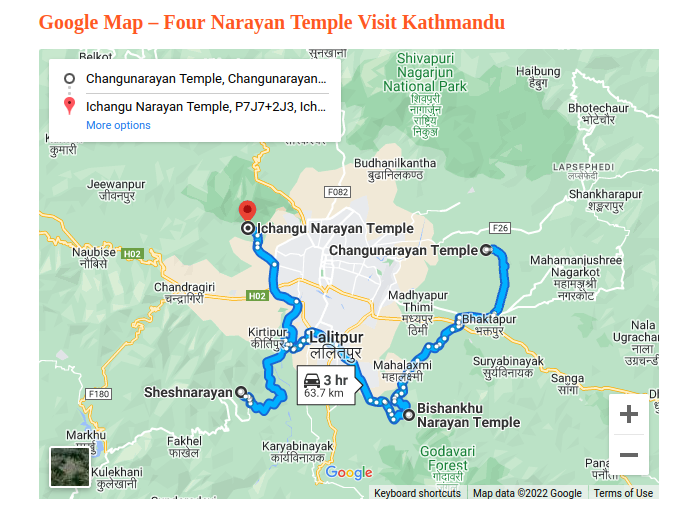 Google Map – Four Narayan Temple Visit Kathmandu
Belkot
Changunarayan Temple, Changunarayan...
Ichangu Narayan Temple, P7J7+2J3, Ich...
More options
कुमारी
Shivapuri
Nagarjun
National Park
शिवपुरी
नागार्जुन
राष्ट्रिय
निकुञ्ज
Haibung
हैबुग
Bhotechaur
भोटेचौर
Budhanilkantha
बुढानिलकण्ठ
LAPSEPHEDI
लाप्सेफेदी
Shankharapur
शङ्खरापुर
Jeewanpur
जीवनपुर
F082
Ichangu Narayan Temple
F26
Changunarayan Temple
Naubise
नौबिसे
H02
Mahamanjushree
Nagarkot
महामञ्जुश्री
नगरकोट
Chandragiri
चन्द्रागिरी
H02
Madhyapur
Thimi
मध्यपुर
ठिमी
Bhaktapur
भक्तपुर
Kirtipur
कीर्तिपुर
Lalitpur
ललितपुर
Nala
Ugrachan
नाला
उग्रचण्डी
Mahalaxmi
महालक्ष्मी
Suryabinayak
सुर्यविनायक
Sanga
साँगा
3 hr
63.7 km
Sheshnarayan
F180
Bishankhu
Narayan Temple
Markhu
मार्खु
Fakhel
फाखेल
Karyabinayak
कार्यविनायक
Godavari
Forest
गोदावरी
Kulekhani
कुलेखानी
Google
पनौती
Keyboard shortcuts
Map data ©2022 Google
Terms of Use